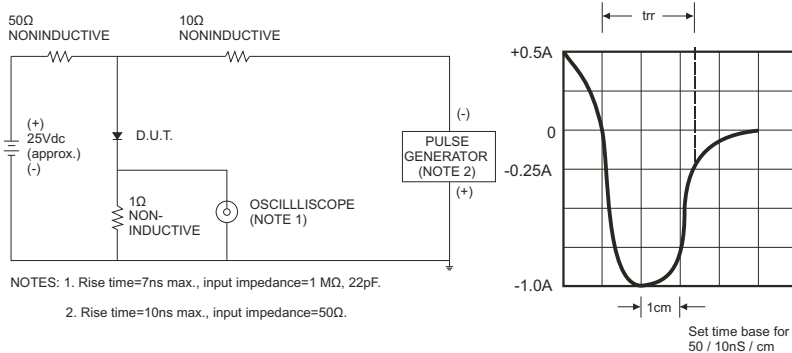 50Ω
NONINDUCTIVE
10Ω
NONINDUCTIVE
(+)
25Vdc
(approx.)
(-)
D.U.T.
1Ω
NON-
INDUCTIVE
OSCILLLISCOPE
(NOTE 1)
(-)
PULSE
GENERATOR
(NOTE 2)
(+)
NOTES: 1. Rise time=7ns max., input impedance=1 MΩ, 22pF.
2. Rise time=10ns max., input impedance=50Ω.
trr
+0.5A
0
-0.25A
-1.0A
1cm
Set time base for
50 / 10nS / cm